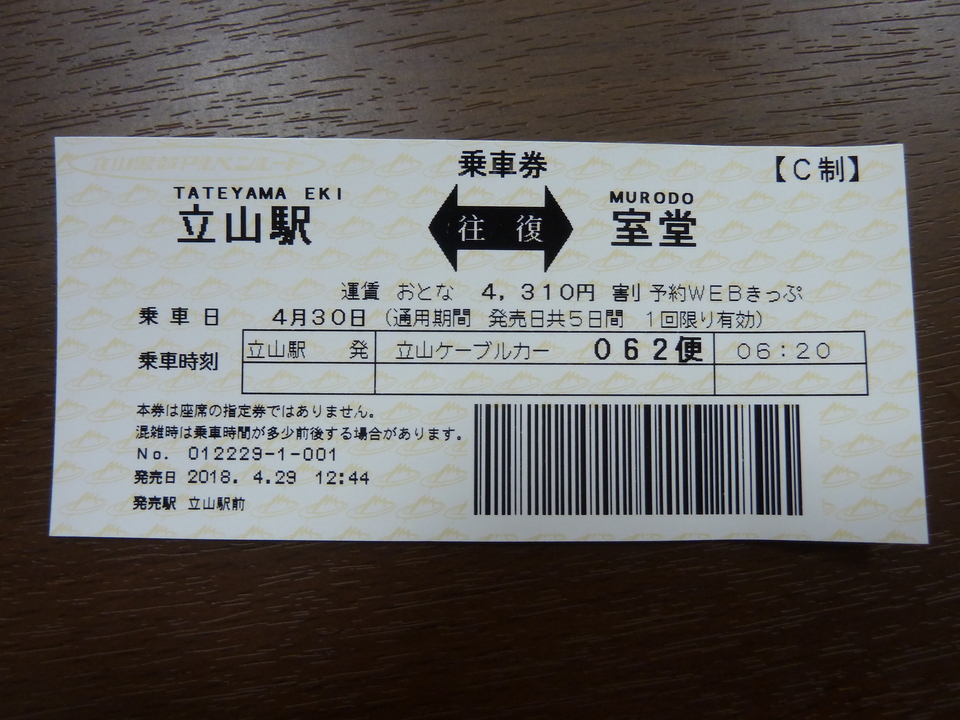 乗車券
【C制】
TATEYAMA EKI
立山駅
往復
MURODO
室堂
運賃 おとな 4,310円 割 予約WEBきっぷ
乗車日 4月30日 (通用期間 発売日共5日間 1回限り有効)
乗車時刻 立山駅 発 立山ケーブルカー 062便 06:20
本券は座席の指定券ではありません。
混雑時は乗車時間が多少前後する場合があります。
No. 012229-1-001
発売日 2018. 4.29 12:44
発売駅 立山駅前